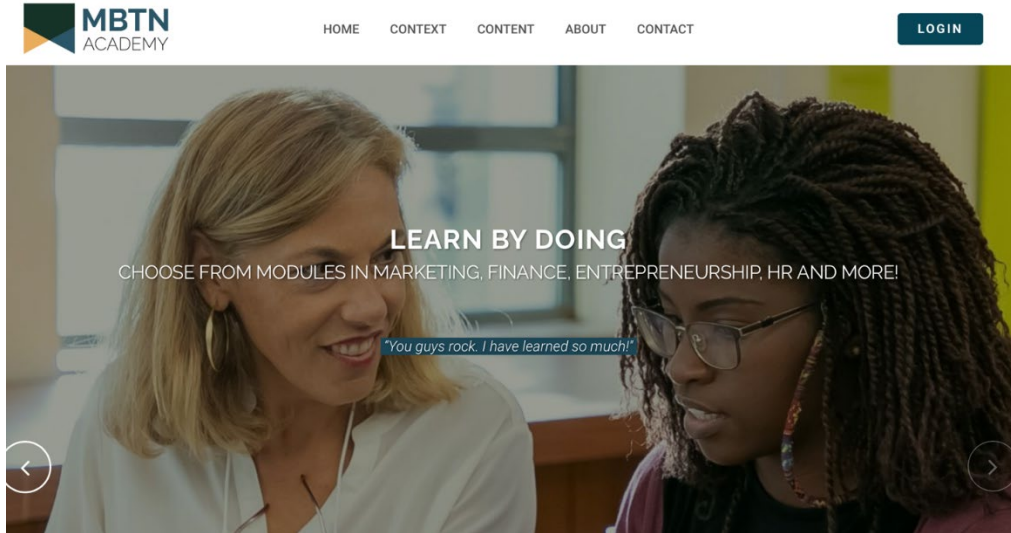 MBTN
ACADEMY
HOME CONTEXT CONTENT ABOUT CONTACT
LOGIN
LEARN BY DOING
CHOOSE FROM MODULES IN MARKETING, FINANCE, ENTREPRENEURSHIP, HR AND MORE!
"You guys rock. I have learned so much!"